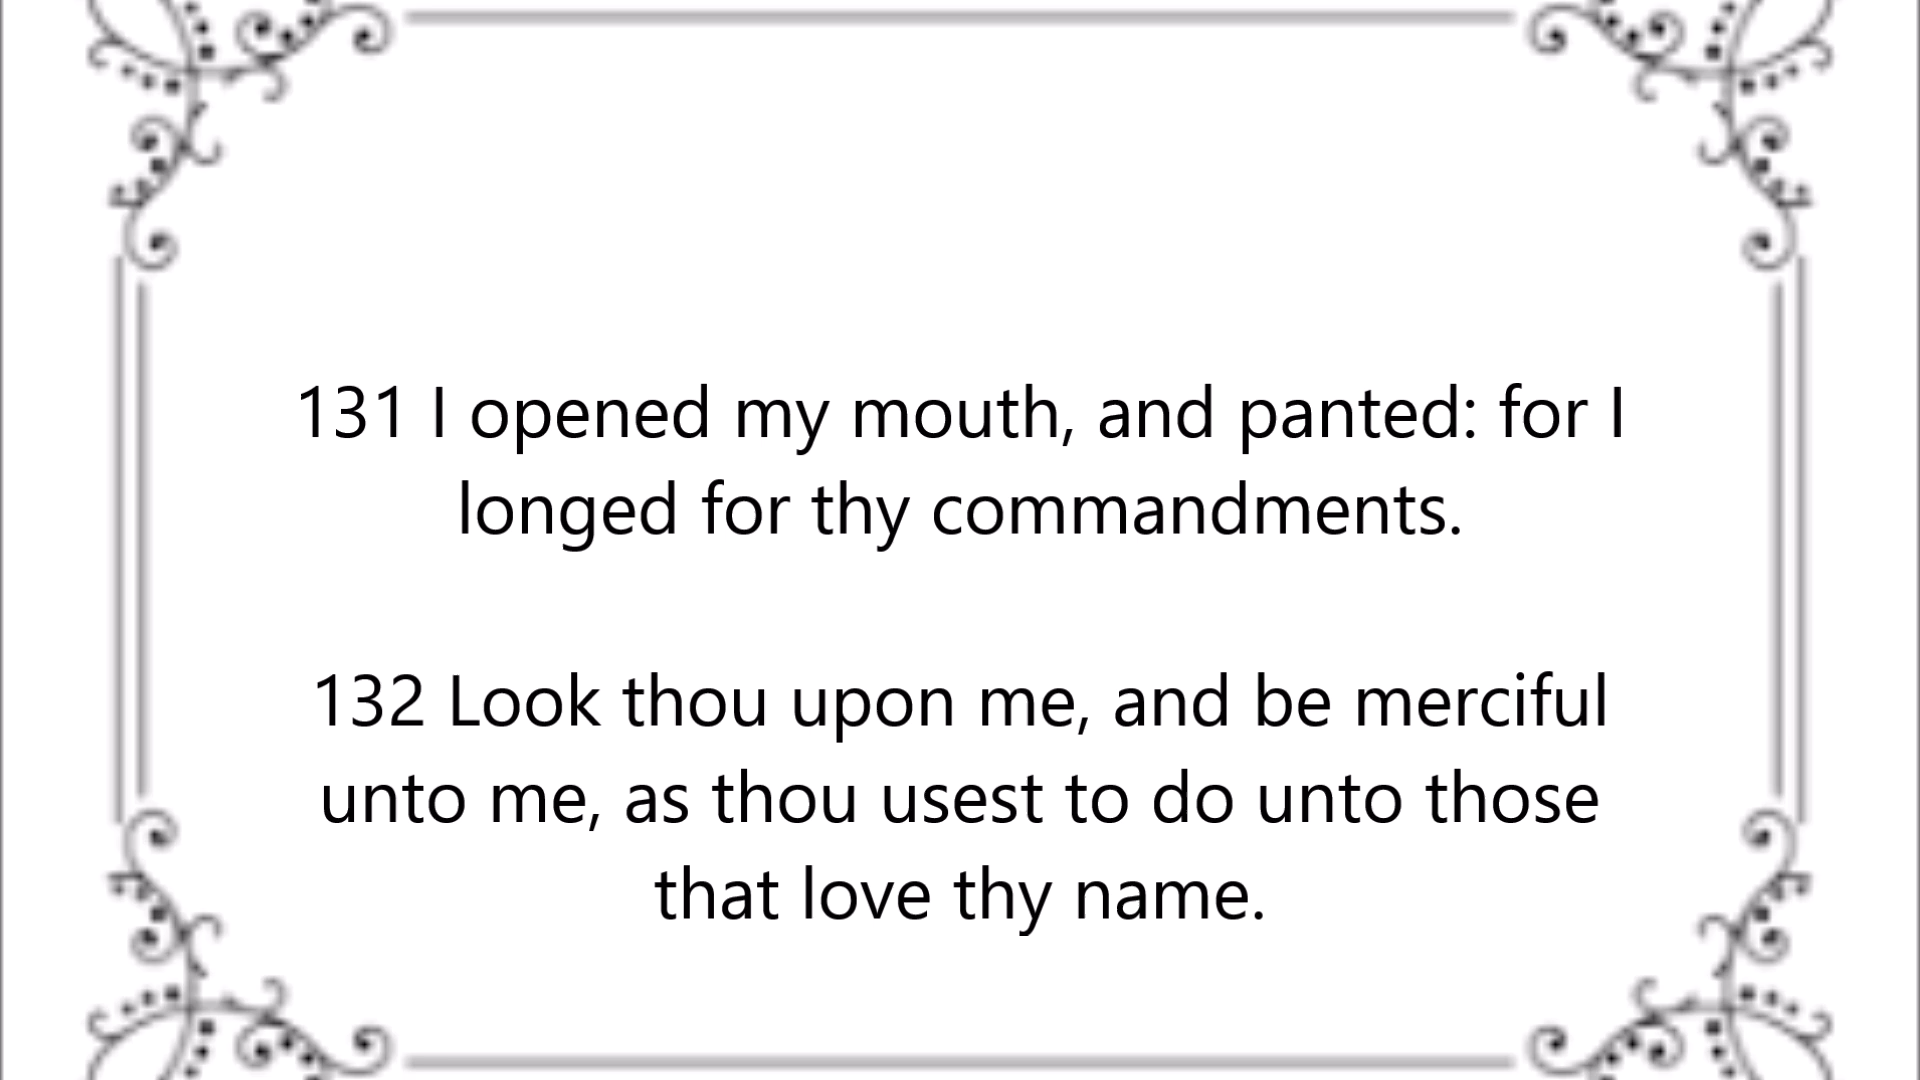 131 I opened my mouth, and panted: for I
longed for thy commandments.
132 Look thou upon me, and be merciful
unto me, as thou usest to do unto those
that love thy name.